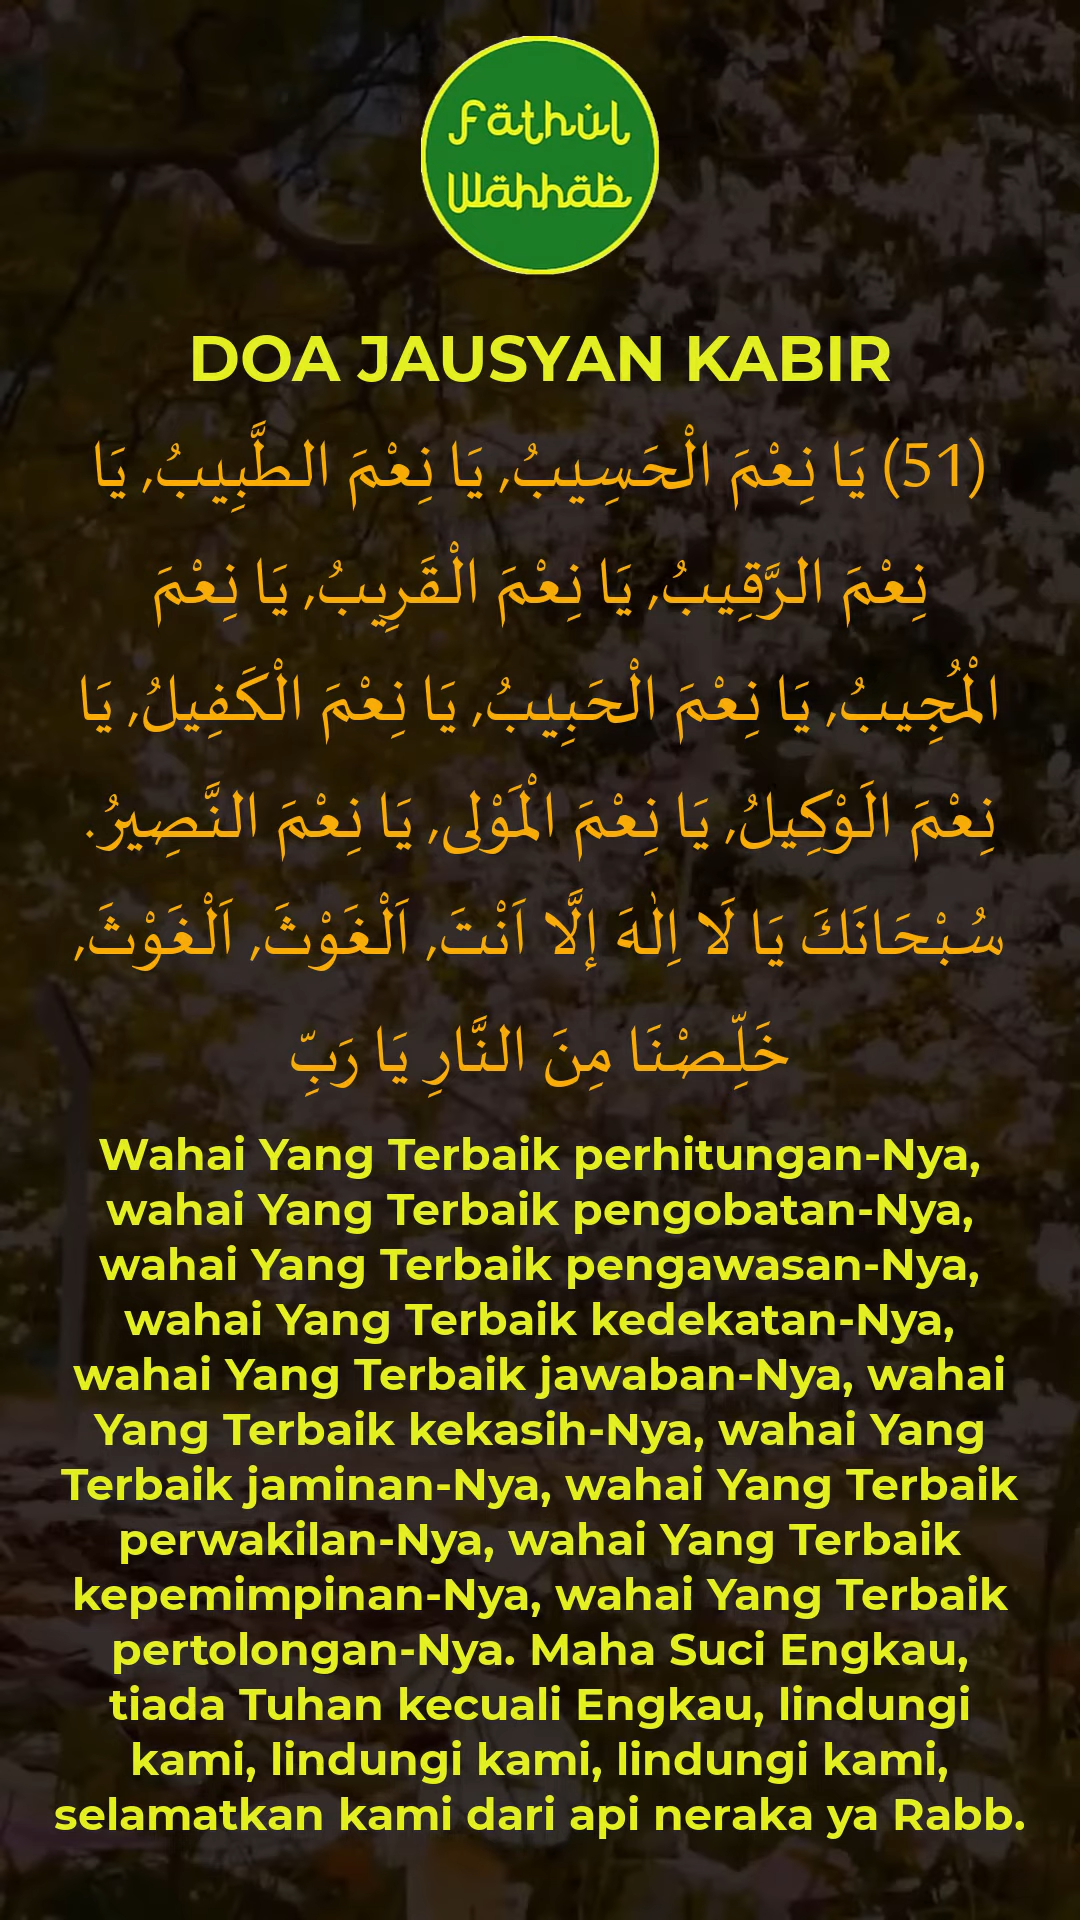 Fäthul
Wähhäb
DOA JAUSYAN KABIR
(51) يَا نِعْمَ الْحَسِيبُ, يَا نِعْمَ الطَّبِيبُ, يَا
نِعْمَ الرَّقِيبُ, يَا نِعْمَ الْقَرِيبُ, يَا نِعْمَ
الْمُجِيبُ, يَا نِعْمَ الْحَبِيبُ, يَا نِعْمَ الْكَفِيلُ, يَا
نِعْمَ الَوْكِيلُ, يَا نِعْمَ الْمَوْلى, يَا نِعْمَ النَّصِيرُ.
سُبْحَانَكَ يَا لَا اِلٰهَ إلَّا اَنْتَ, اَلْغَوْثَ, اَلْغَوْثَ,
خَلِّصْنَا مِنَ النَّارِ يَا رَبِّ
Wahai Yang Terbaik perhitungan-Nya,
wahai Yang Terbaik pengobatan-Nya,
wahai Yang Terbaik pengawasan-Nya,
wahai Yang Terbaik kedekatan-Nya,
wahai Yang Terbaik jawaban-Nya, wahai
Yang Terbaik kekasih-Nya, wahai Yang
Terbaik jaminan-Nya, wahai Yang Terbaik
perwakilan-Nya, wahai Yang Terbaik
kepemimpinan-Nya, wahai Yang Terbaik
pertolongan-Nya. Maha Suci Engkau,
tiada Tuhan kecuali Engkau, lindungi
kami, lindungi kami, lindungi kami,
selamatkan kami dari api neraka ya Rabb.